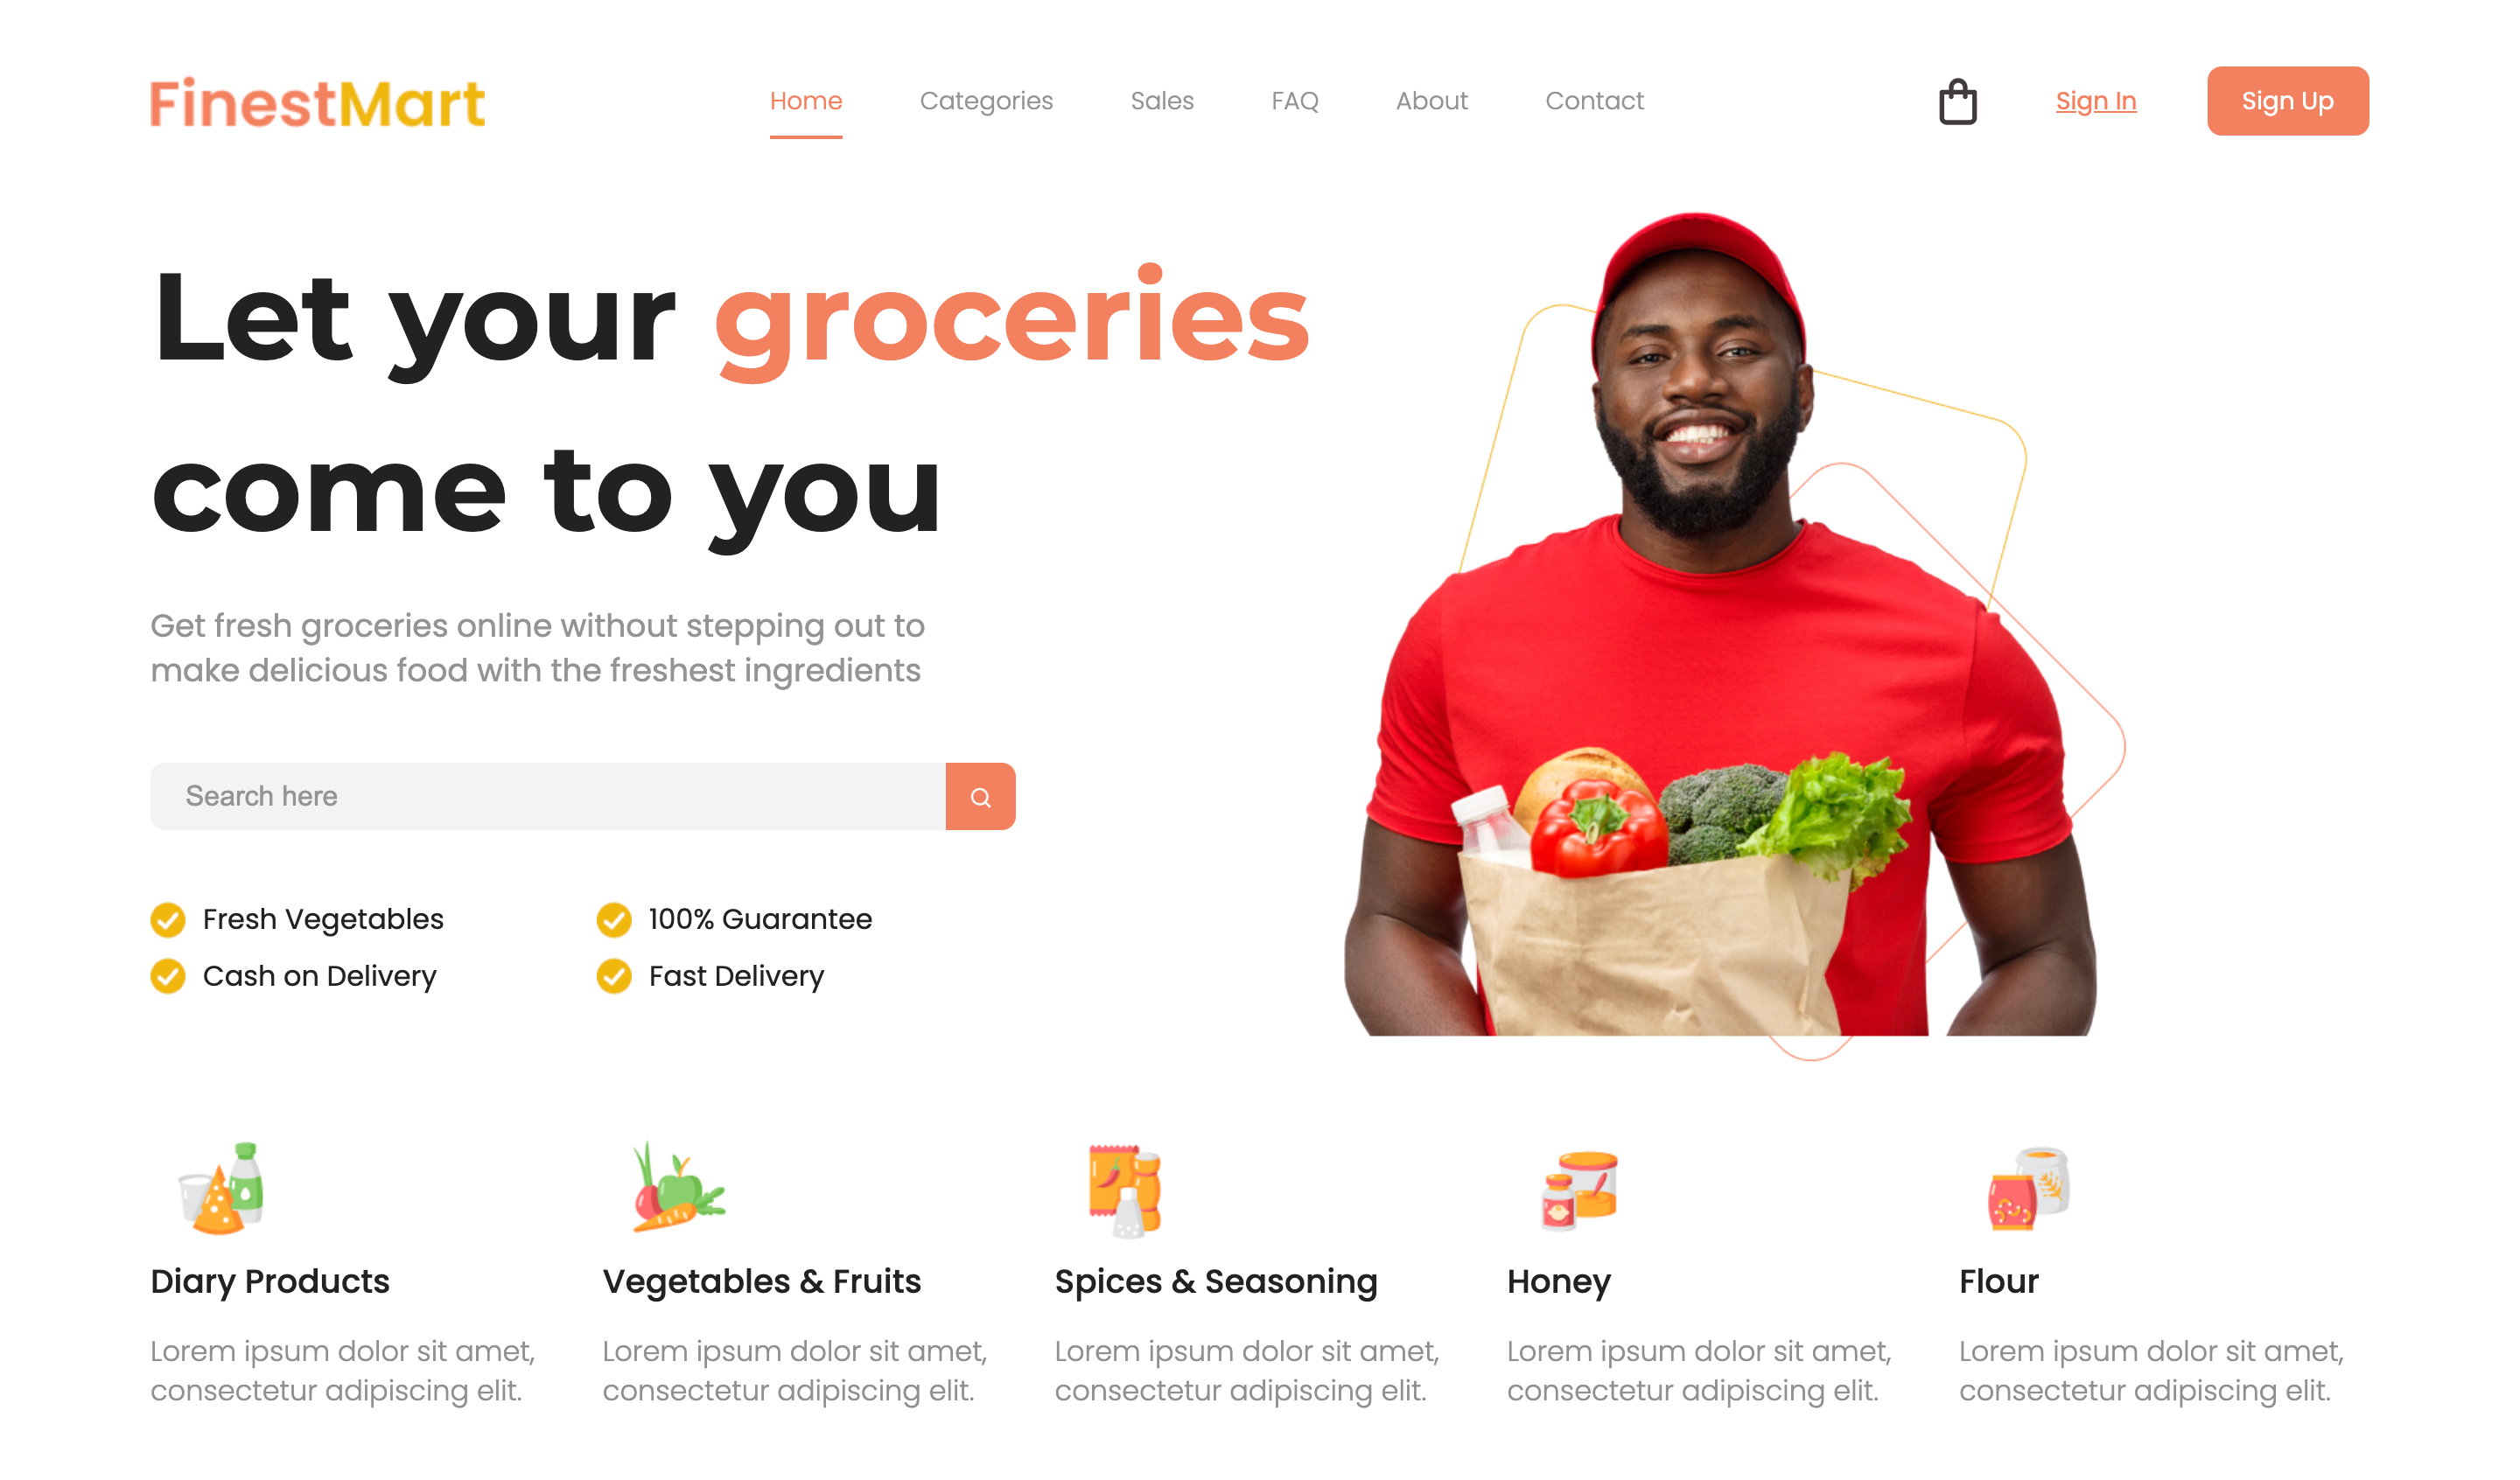 FinestMart
Home Categories Sales FAQ About Contact Sign In Sign Up
Let your groceries
come to you
Get fresh groceries online without stepping out to
make delicious food with the freshest ingredients
Search here
Fresh Vegetables 100% Guarantee
Cash on Delivery Fast Delivery
Diary Products
Lorem ipsum dolor sit amet,
consectetur adipiscing elit.
Vegetables & Fruits
Lorem ipsum dolor sit amet,
consectetur adipiscing elit.
Spices & Seasoning
Lorem ipsum dolor sit amet,
consectetur adipiscing elit.
Honey
Lorem ipsum dolor sit amet,
consectetur adipiscing elit.
Flour
Lorem ipsum dolor sit amet,
consectetur adipiscing elit.